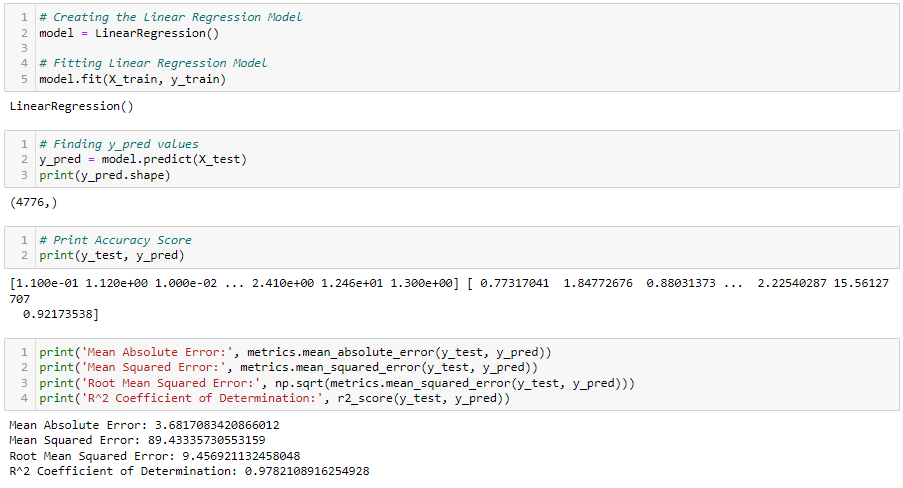 1 # Creating the Linear Regression Model
2 model = LinearRegression()
3
4 # Fitting Linear Regression Model
5 model.fit(X_train, y_train)
LinearRegression()
1 # Finding y_pred values
2 y_pred = model.predict(X_test)
3 print(y_pred.shape)
(4776,)
1 # Print Accuracy Score
2 print(y_test, y_pred)
[1.100e-01 1.120e+00 1.000e-02 ... 2.410e+00 1.246e+01 1.300e+00] [ 0.77317041  1.84772676  0.88031373 ...  2.22540287 15.56127
707
  0.92173538]
1 print('Mean Absolute Error:', metrics.mean_absolute_error(y_test, y_pred))
2 print('Mean Squared Error:', metrics.mean_squared_error(y_test, y_pred))
3 print('Root Mean Squared Error:', np.sqrt(metrics.mean_squared_error(y_test, y_pred)))
4 print('R^2 Coefficient of Determination:', r2_score(y_test, y_pred))
Mean Absolute Error: 3.6817083420866012
Mean Squared Error: 89.43335730553159
Root Mean Squared Error: 9.456921132458048
R^2 Coefficient of Determination: 0.9782108916254928